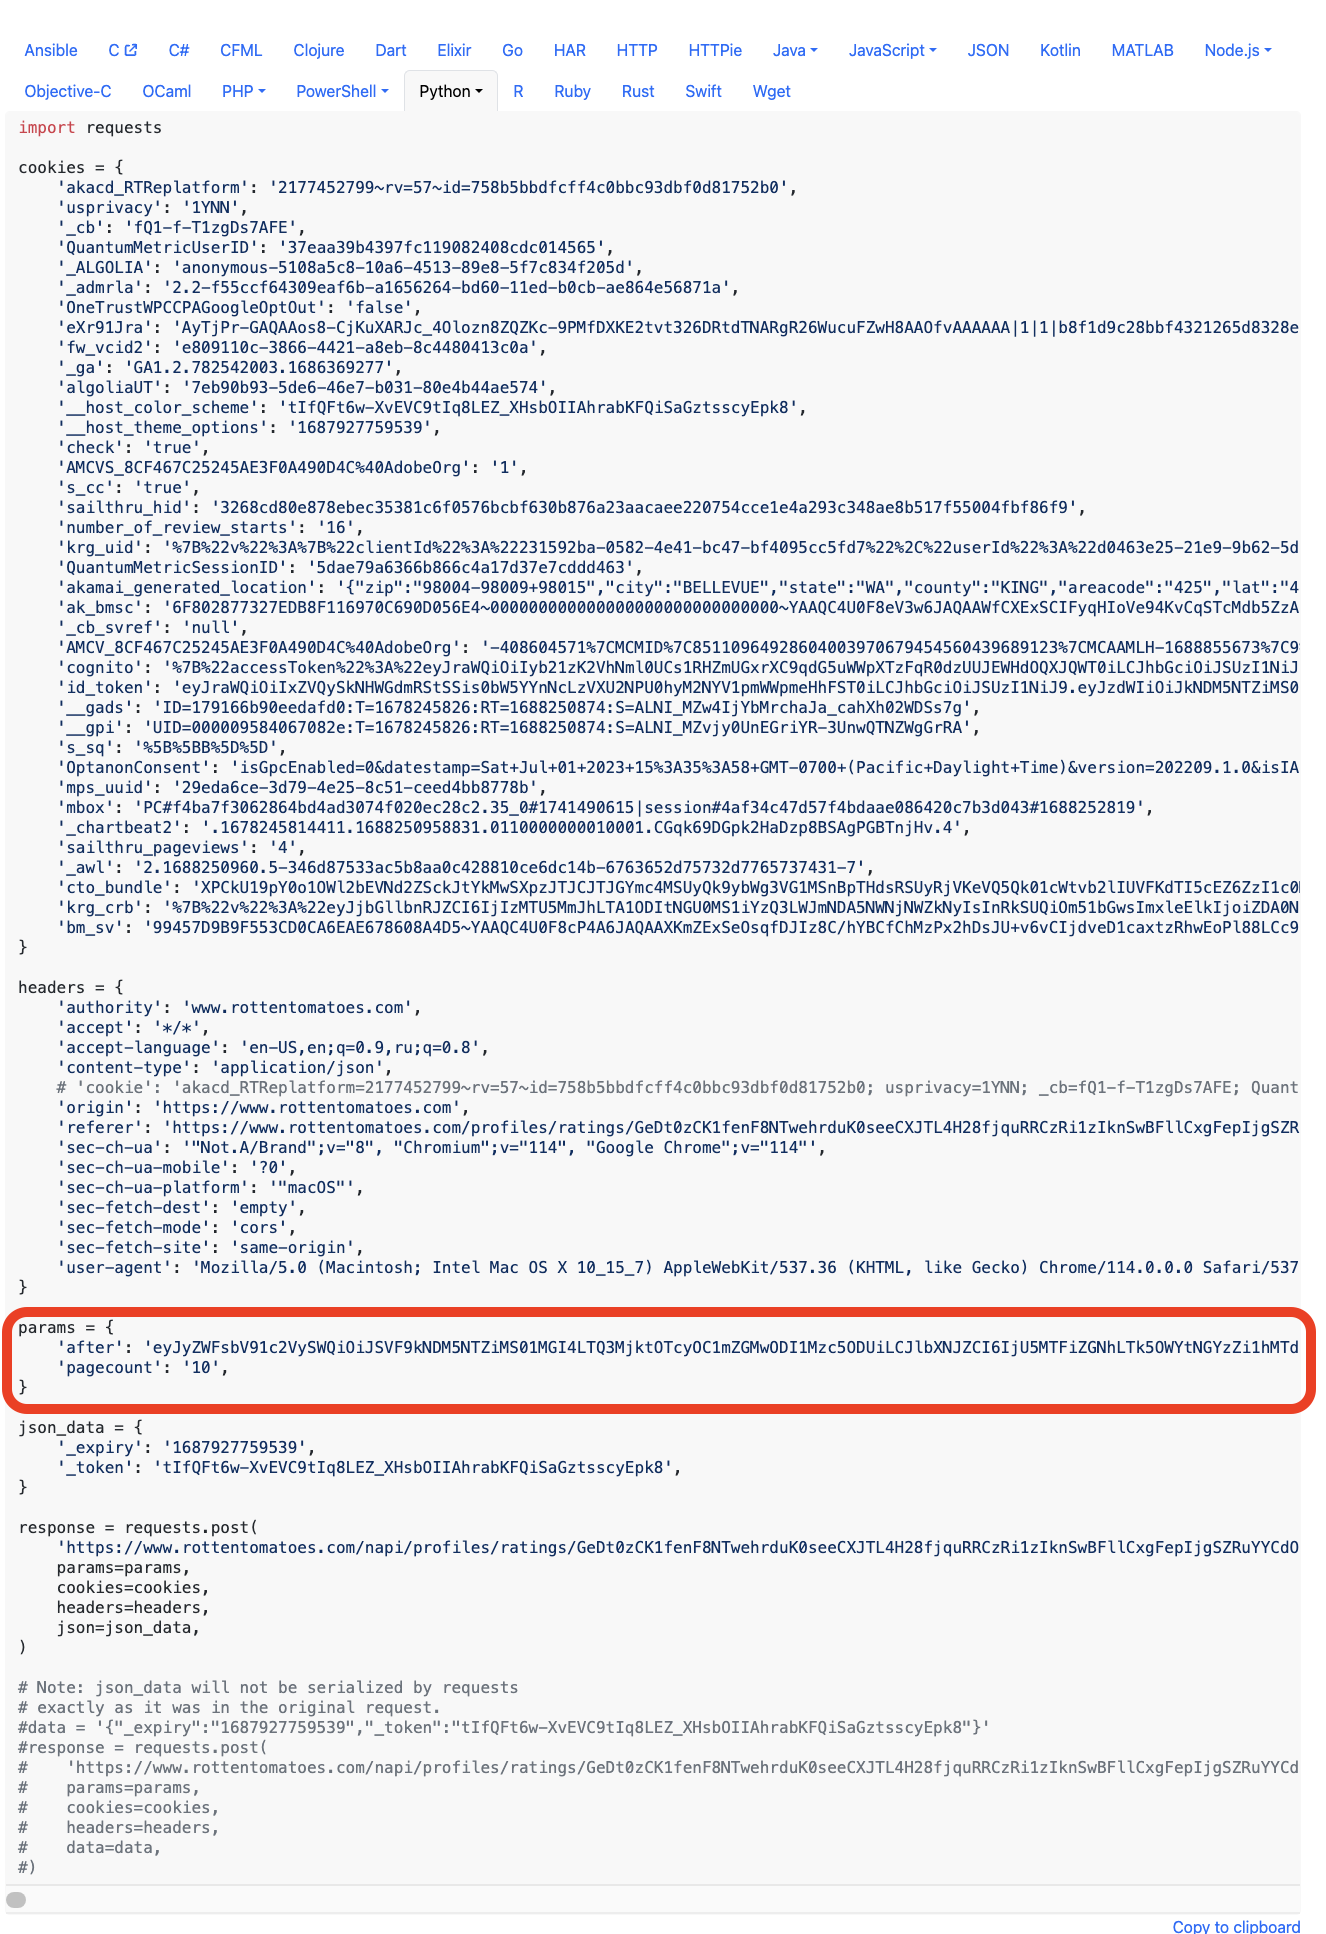 Ansible C C# CFML Clojure Dart Elixir Go HAR HTTP HTTPie Java JavaScript JSON Kotlin MATLAB Node.js
Objective-C OCaml PHP PowerShell Python R Ruby Rust Swift Wget
import requests
cookies = {
'akacd_RTReplatform': '2177452799~rv=57~id=758b5bbdfcff4c0bbc93dbf0d81752b0',
'usprivacy': '1YNN',
'_cb': 'fQ1-f-T1zgDs7AFE',
'QuantumMetricUserID': '37eaa39b4397fc119082408cdc014565',
'_ALGOLIA': 'anonymous-5108a5c8-10a6-4513-89e8-5f7c834f205d',
'_admrla': '2.2-f55ccf64309eaf6b-a1656264-bd60-11ed-b0cb-ae864e56871a',
'OneTrustWPCCPAGoogleOptOut': 'false',
'eXr91Jra': 'AyTjPr-GAQAAos8-CjKuXARJc_4Olozn8ZQZKc-9PMfDXKE2tvt326DRtdTNARgR26WucuFZwH8AAOfvAAAAAA|1|1|b8f1d9c28bbf4321265d8328e
'fw_vcid2': 'e809110c-3866-4421-a8eb-8c4480413c0a',
'_ga': 'GA1.2.782542003.1686369277',
'algoliaUT': '7eb90b93-5de6-46e7-b031-80e4b44ae574',
'__host_color_scheme': 'tIfQFt6w-XvEVC9tIq8LEZ_XHsbOIIAhrabKFQiSaGztsscyEpk8',
'__host_theme_options': '1687927759539',
'check': 'true',
'AMCVS_8CF467C25245AE3F0A490D4C%40AdobeOrg': '1',
's_cc': 'true',
'sailthru_hid': '3268cd80e878ebec35381c6f0576bcbf630b876a23aacaee220754cce1e4a293c348ae8b517f55004fbf86f9',
'number_of_review_starts': '16',
'krg_uid': '%7B%22v%22%3A%7B%22clientId%22%3A%22231592ba-0582-4e41-bc47-bf4095cc5fd7%22%2C%22userId%22%3A%22d0463e25-21e9-9b62-5d
'QuantumMetricSessionID': '5dae79a6366b866c4a17d37e7cddd463',
'akamai_generated_location': '{"zip":"98004-98009+98015","city":"BELLEVUE","state":"WA","county":"KING","areacode":"425","lat":"4
'ak_bmsc': '6F802877327EDB8F116970C690D056E4~000000000000000000000000000000~YAAQC4U0F8eV3w6JAQAAWfCXExSCIFyqHIoVe94KvCqSTcMdb5ZzA
'_cb_svref': 'null',
'AMCV_8CF467C25245AE3F0A490D4C%40AdobeOrg': '-408604571%7CMCMID%7C85110964928604003970679454560439689123%7CMCAAMLH-1688855673%7C9
'cognito': '%7B%22accessToken%22%3A%22eyJraWQiOiIyb21zK2VhNml0UCs1RHZmUGxrXC9qdG5uWWpXTzFqR0dzUUJEWHdOQXJQWT0iLCJhbGciOiJSUzI1NiJ
'id_token': 'eyJraWQiOiIxZVQySkNHWGdmRStSSis0bW5YYnNcLzVXU2NPU0hyM2NYV1pmWWpmeHhFST0iLCJhbGciOiJSUzI1NiJ9.eyJzdWIiOiJkNDM5NTZiMS0
'__gads': 'ID=179166b90eedafd0:T=1678245826:RT=1688250874:S=ALNI_MZw4IjYbMrchaJa_cahXh02WDSs7g',
'__gpi': 'UID=000009584067082e:T=1678245826:RT=1688250874:S=ALNI_MZvjy0UnEGriYR-3UnwQTNZWgGrRA',
's_sq': '%5B%5BB%5D%5D',
'OptanonConsent': 'isGpcEnabled=0&datestamp=Sat+Jul+01+2023+15%3A35%3A58+GMT-0700+(Pacific+Daylight+Time)&version=202209.1.0&isIA
'mps_uuid': '29eda6ce-3d79-4e25-8c51-ceed4bb8778b',
'mbox': 'PC#f4ba7f3062864bd4ad3074f020ec28c2.35_0#1741490615|session#4af34c47d57f4bdaae086420c7b3d043#1688252819',
'_chartbeat2': '.1678245814411.1688250958831.0110000000010001.CGqk69DGpk2HaDzp8BSAgPGBTnjHv.4',
'sailthru_pageviews': '4',
'_awl': '2.1688250960.5-346d87533ac5b8aa0c428810ce6dc14b-6763652d75732d7765737431-7',
'cto_bundle': 'XPCkU19pY0o1OWl2bEVNd2ZSckJtYkMwSXpzJTJCJTJGYmc4MSUyQk9ybWg3VG1MSnBpTHdsRSUyRjVKeVQ5Qk01cWtvb2lIUVFKdTI5cEZ6ZzI1c0
'krg_crb': '%7B%22v%22%3A%22eyJjbGllbnRJZCI6IjIzMTU5MmJhLTA1ODItNGU0MS1iYzQ3LWJmNDA5NWNjNWZkNyIsInRkSUQiOm51bGwsImxleElkIjoiZDA0N
'bm_sv': '99457D9B9F553CD0CA6EAE678608A4D5~YAAQC4U0F8cP4A6JAQAAXKmZExSeOsqfDJIz8C/hYBCfChMzPx2hDsJU+v6vCIjdveD1caxtzRhwEoPl88LCc9
}
headers = {
'authority': 'www.rottentomatoes.com',
'accept': '*/*',
'accept-language': 'en-US,en;q=0.9,ru;q=0.8',
'content-type': 'application/json',
# 'cookie': 'akacd_RTReplatform=2177452799~rv=57~id=758b5bbdfcff4c0bbc93dbf0d81752b0; usprivacy=1YNN; _cb=fQ1-f-T1zgDs7AFE; Quant
'origin': 'https://www.rottentomatoes.com',
'referer': 'https://www.rottentomatoes.com/profiles/ratings/GeDt0zCK1fenF8NTwehrduK0seeCXJTL4H28fjquRRCzRi1zIknSwBFllCxgFepIjgSZR
'sec-ch-ua': '"Not.A/Brand";v="8", "Chromium";v="114", "Google Chrome";v="114"',
'sec-ch-ua-mobile': '?0',
'sec-ch-ua-platform': '"macOS"',
'sec-fetch-dest': 'empty',
'sec-fetch-mode': 'cors',
'sec-fetch-site': 'same-origin',
'user-agent': 'Mozilla/5.0 (Macintosh; Intel Mac OS X 10_15_7) AppleWebKit/537.36 (KHTML, like Gecko) Chrome/114.0.0.0 Safari/537
}
params = {
'after': 'eyJyZWFsbV91c2VySWQiOiJSVF9kNDM5NTZiMS01MGI4LTQ3MjktOTcyOC1mZGMwODI1Mzc5ODUiLCJlbXNJZCI6IjU5MTFiZGNhLTk5OWYtNGYzZi1hMTd
'pagecount': '10',
}
json_data = {
'_expiry': '1687927759539',
'_token': 'tIfQFt6w-XvEVC9tIq8LEZ_XHsbOIIAhrabKFQiSaGztsscyEpk8',
}
response = requests.post(
'https://www.rottentomatoes.com/napi/profiles/ratings/GeDt0zCK1fenF8NTwehrduK0seeCXJTL4H28fjquRRCzRi1zIknSwBFllCxgFepIjgSZRuYYCdO
params=params,
cookies=cookies,
headers=headers,
json=json_data,
)
# Note: json_data will not be serialized by requests
# exactly as it was in the original request.
#data = '{"_expiry":"1687927759539","_token":"tIfQFt6w-XvEVC9tIq8LEZ_XHsbOIIAhrabKFQiSaGztsscyEpk8"}'
#response = requests.post(
# 'https://www.rottentomatoes.com/napi/profiles/ratings/GeDt0zCK1fenF8NTwehrduK0seeCXJTL4H28fjquRRCzRi1zIknSwBFllCxgFepIjgSZRuYYCd
# params=params,
# cookies=cookies,
# headers=headers,
# data=data,
#)
Copy to clipboard